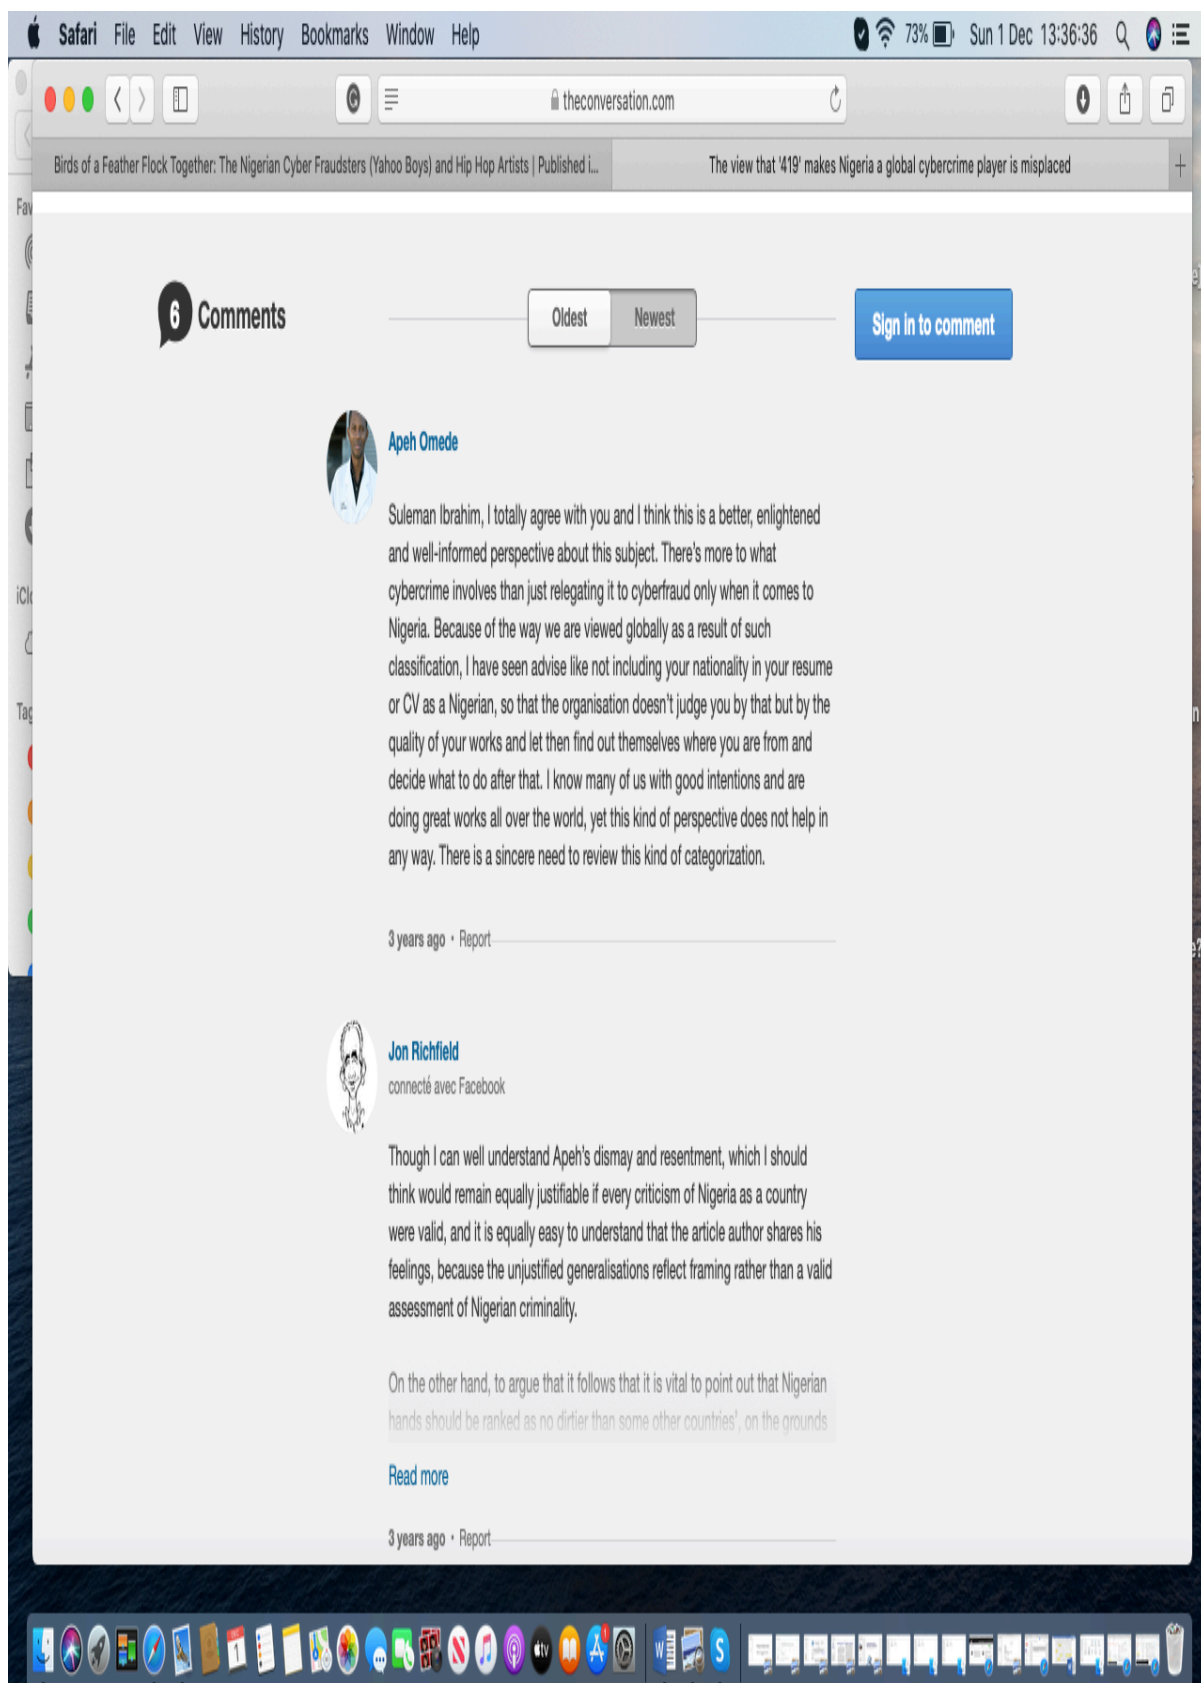 Safari File Edit View History Bookmarks Window Help 73% Sun 1 Dec 13:36:36
theconversation.com
Birds of a Feather Flock Together: The Nigerian Cyber Fraudsters (Yahoo Boys) and Hip Hop Artists | Published i... The view that '419' makes Nigeria a global cybercrime player is misplaced
6 Comments Oldest Newest Sign in to comment
Apeh Omede
Suleman Ibrahim, I totally agree with you and I think this is a better, enlightened
and well-informed perspective about this subject. There's more to what
cybercrime involves than just relegating it to cyberfraud only when it comes to
Nigeria. Because of the way we are viewed globally as a result of such
classification, I have seen advise like not including your nationality in your resume
or CV as a Nigerian, so that the organisation doesn't judge you by that but by the
quality of your works and let then find out themselves where you are from and
decide what to do after that. I know many of us with good intentions and are
doing great works all over the world, yet this kind of perspective does not help in
any way. There is a sincere need to review this kind of categorization.
3 years ago • Report
Jon Richfield
connecté avec Facebook
Though I can well understand Apeh's dismay and resentment, which I should
think would remain equally justifiable if every criticism of Nigeria as a country
were valid, and it is equally easy to understand that the article author shares his
feelings, because the unjustified generalisations reflect framing rather than a valid
assessment of Nigerian criminality.
On the other hand, to argue that it follows that it is vital to point out that Nigerian
hands should be ranked as no dirtier than some other countries', on the grounds
Read more
3 years ago • Report